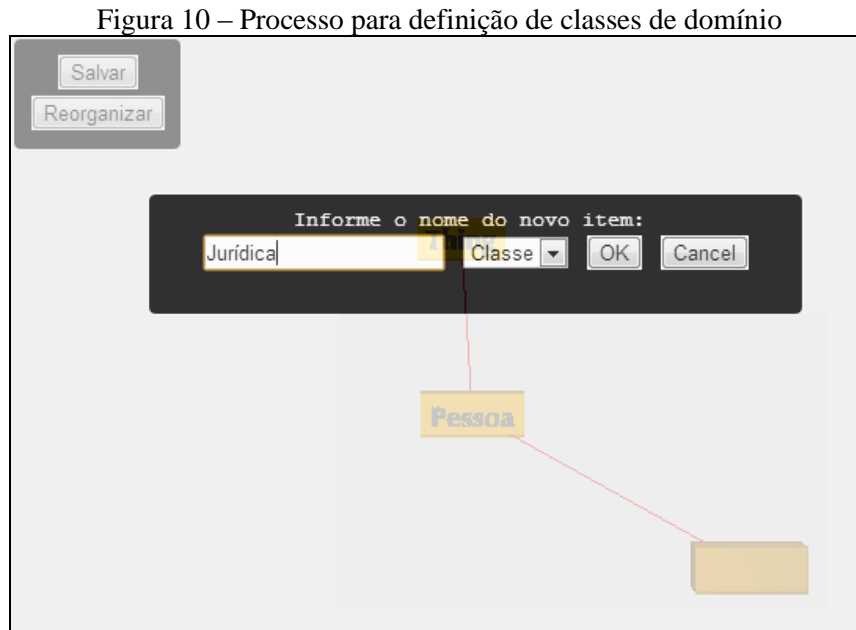 Figura 10 – Processo para definição de classes de domínio
Salvar
Reorganizar
Informe o nome do novo item:
Thing
Jurídica Classe OK Cancel
Pessoa